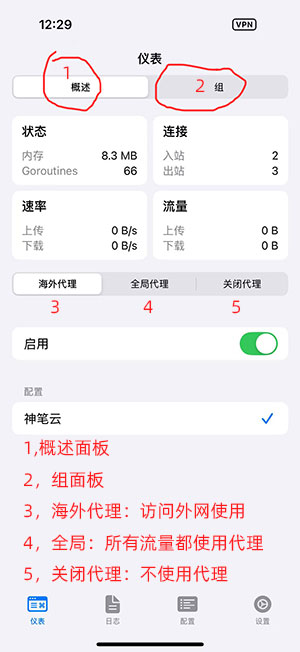 12:29
VPN
仪表
1 概述
2 组
状态
内存 8.3 MB
Goroutines 66
连接
入站 2
出站 3
速率
上传 0 B/s
下载 0 B/s
流量
上传 0 B
下载 0 B
海外代理 全局代理 关闭代理
3 4 5
启用
配置
神笔云
1,概述面板
2，组面板
3，海外代理：访问外网使用
4，全局：所有流量都使用代理
5，关闭代理：不使用代理
仪表 日志 配置 设置